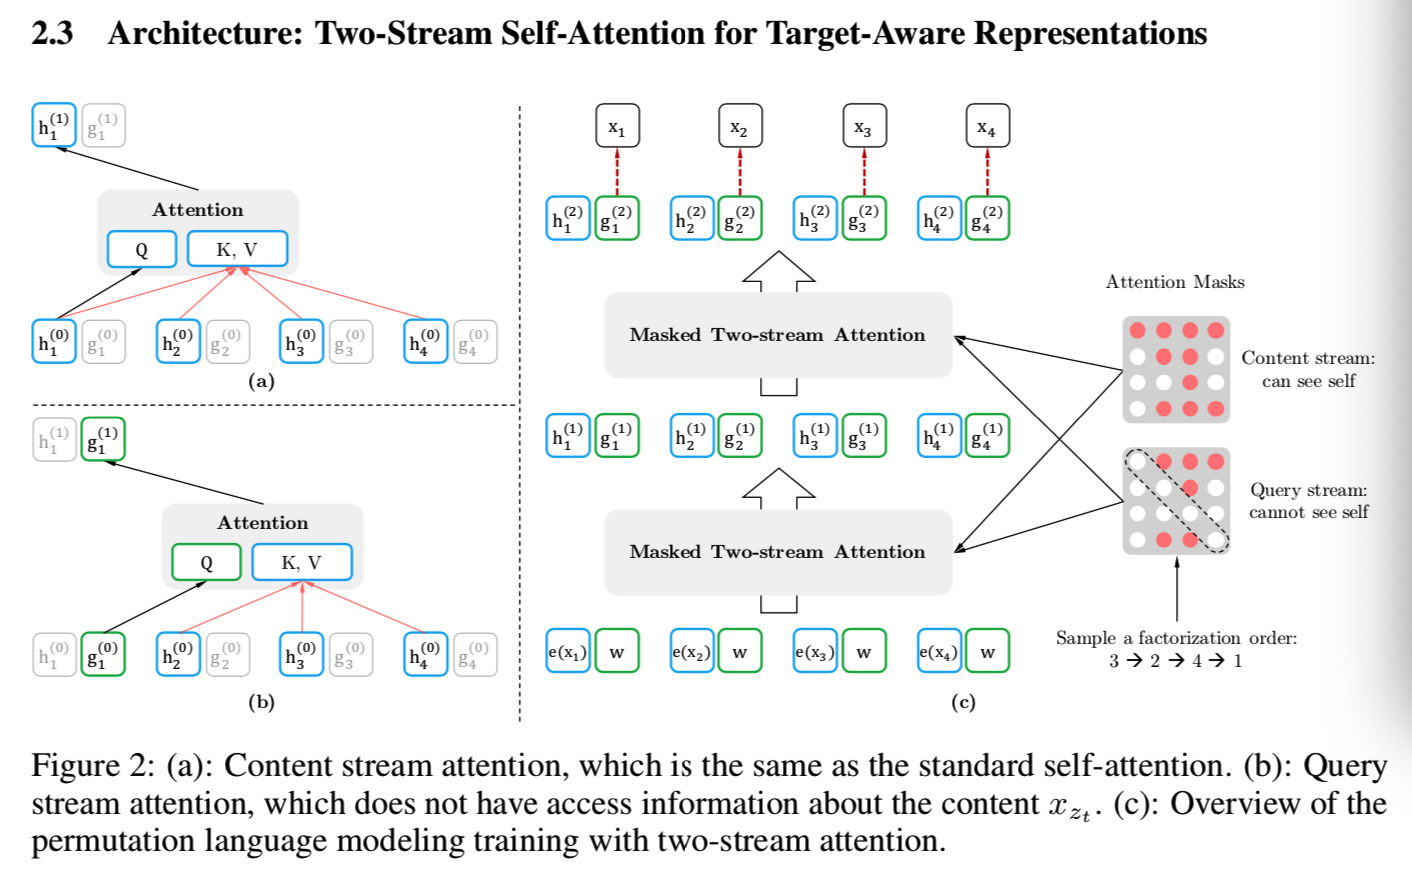 2.3 Architecture: Two-Stream Self-Attention for Target-Aware Representations
h₁⁽¹⁾ g₁⁽¹⁾
Attention
Q K, V
h₁⁽⁰⁾ g₁⁽⁰⁾ h₂⁽⁰⁾ g₂⁽⁰⁾ h₃⁽⁰⁾ g₃⁽⁰⁾ h₄⁽⁰⁾ g₄⁽⁰⁾
(a)
h₁⁽¹⁾ g₁⁽¹⁾
Attention
Q K, V
h₁⁽⁰⁾ g₁⁽⁰⁾ h₂⁽⁰⁾ g₂⁽⁰⁾ h₃⁽⁰⁾ g₃⁽⁰⁾ h₄⁽⁰⁾ g₄⁽⁰⁾
(b)
x₁ x₂ x₃ x₄
h₁⁽²⁾ g₁⁽²⁾ h₂⁽²⁾ g₂⁽²⁾ h₃⁽²⁾ g₃⁽²⁾ h₄⁽²⁾ g₄⁽²⁾
Masked Two-stream Attention
h₁⁽¹⁾ g₁⁽¹⁾ h₂⁽¹⁾ g₂⁽¹⁾ h₃⁽¹⁾ g₃⁽¹⁾ h₄⁽¹⁾ g₄⁽¹⁾
Masked Two-stream Attention
e(x₁) w e(x₂) w e(x₃) w e(x₄) w
(c)
Attention Masks
Content stream:
can see self
Query stream:
cannot see self
Sample a factorization order:
3 → 2 → 4 → 1
Figure 2: (a): Content stream attention, which is the same as the standard self-attention. (b): Query
stream attention, which does not have access information about the content x_{z_t}. (c): Overview of the
permutation language modeling training with two-stream attention.